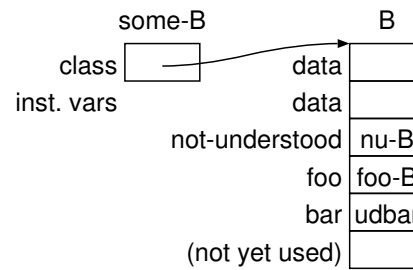 some-B B
class data
inst. vars data
not-understood nu-B
foo foo-B
bar udbar
(not yet used)